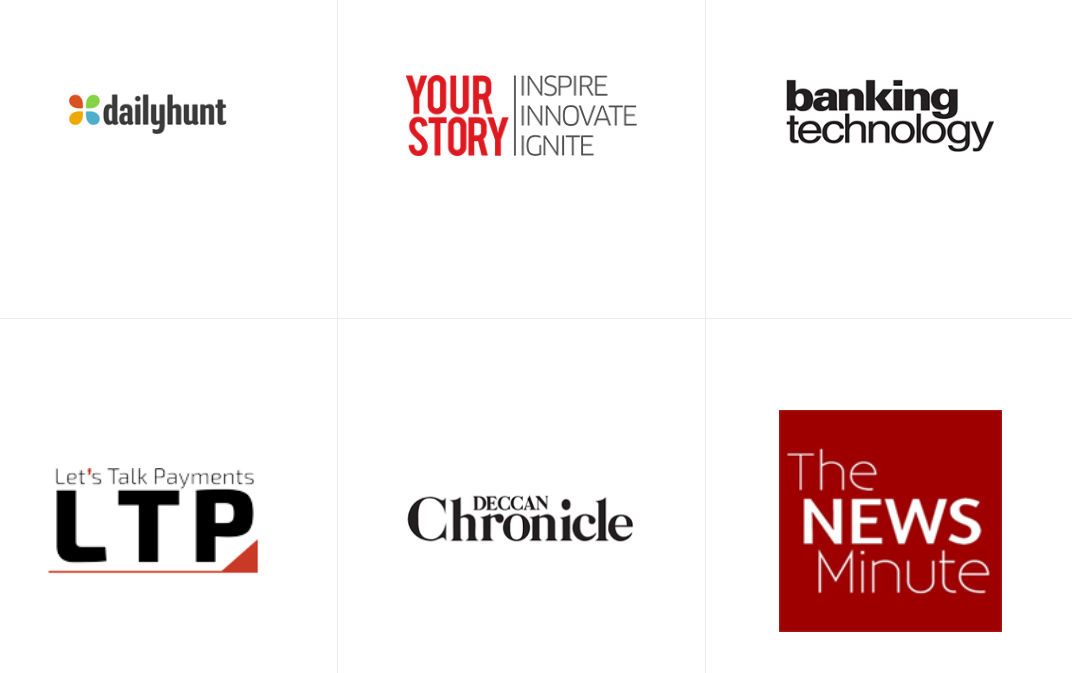 dailyhunt
YOUR
STORY
INSPIRE
INNOVATE
IGNITE
banking
technology
Let's Talk Payments
LTP
DECCAN
Chronicle
The
NEWS
Minute